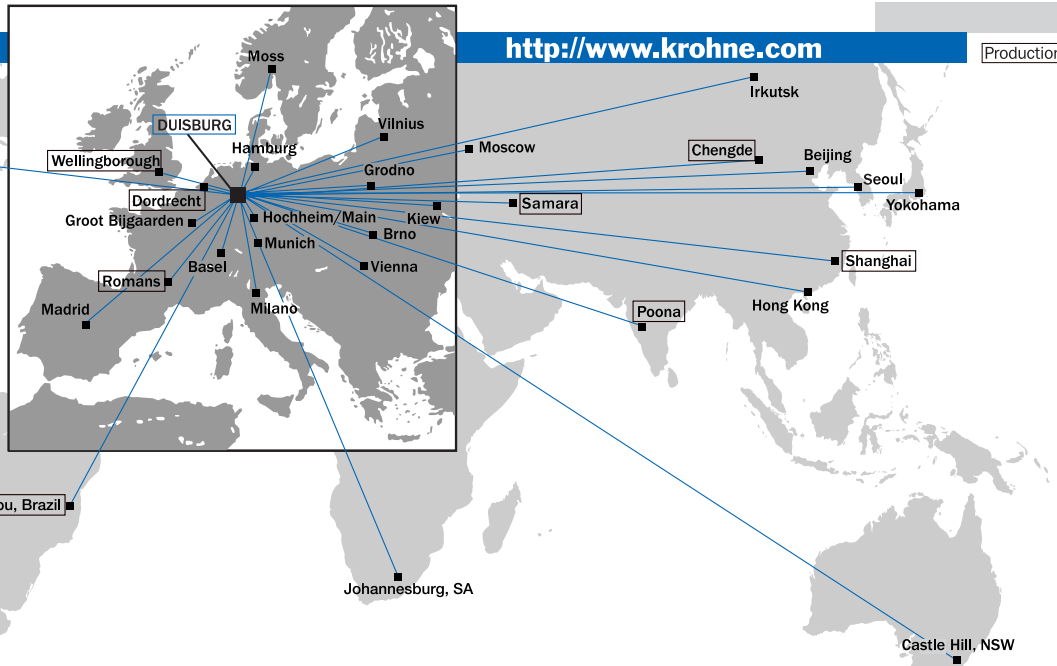 http://www.krohne.com
Moss
Irkutsk
DUISBURG
Vilnius
Hamburg
Moscow
Chengde
Beijing
Wellingborough
Grodno
Seoul
Dordrecht
Samara
Yokohama
Groot Bijgaarden
Hochheim/Main
Kiew
Brno
Munich
Basel
Vienna
Shanghai
Romans
Madrid
Milano
Poona
Hong Kong
Brazil
Johannesburg, SA
Castle Hill, NSW
Production